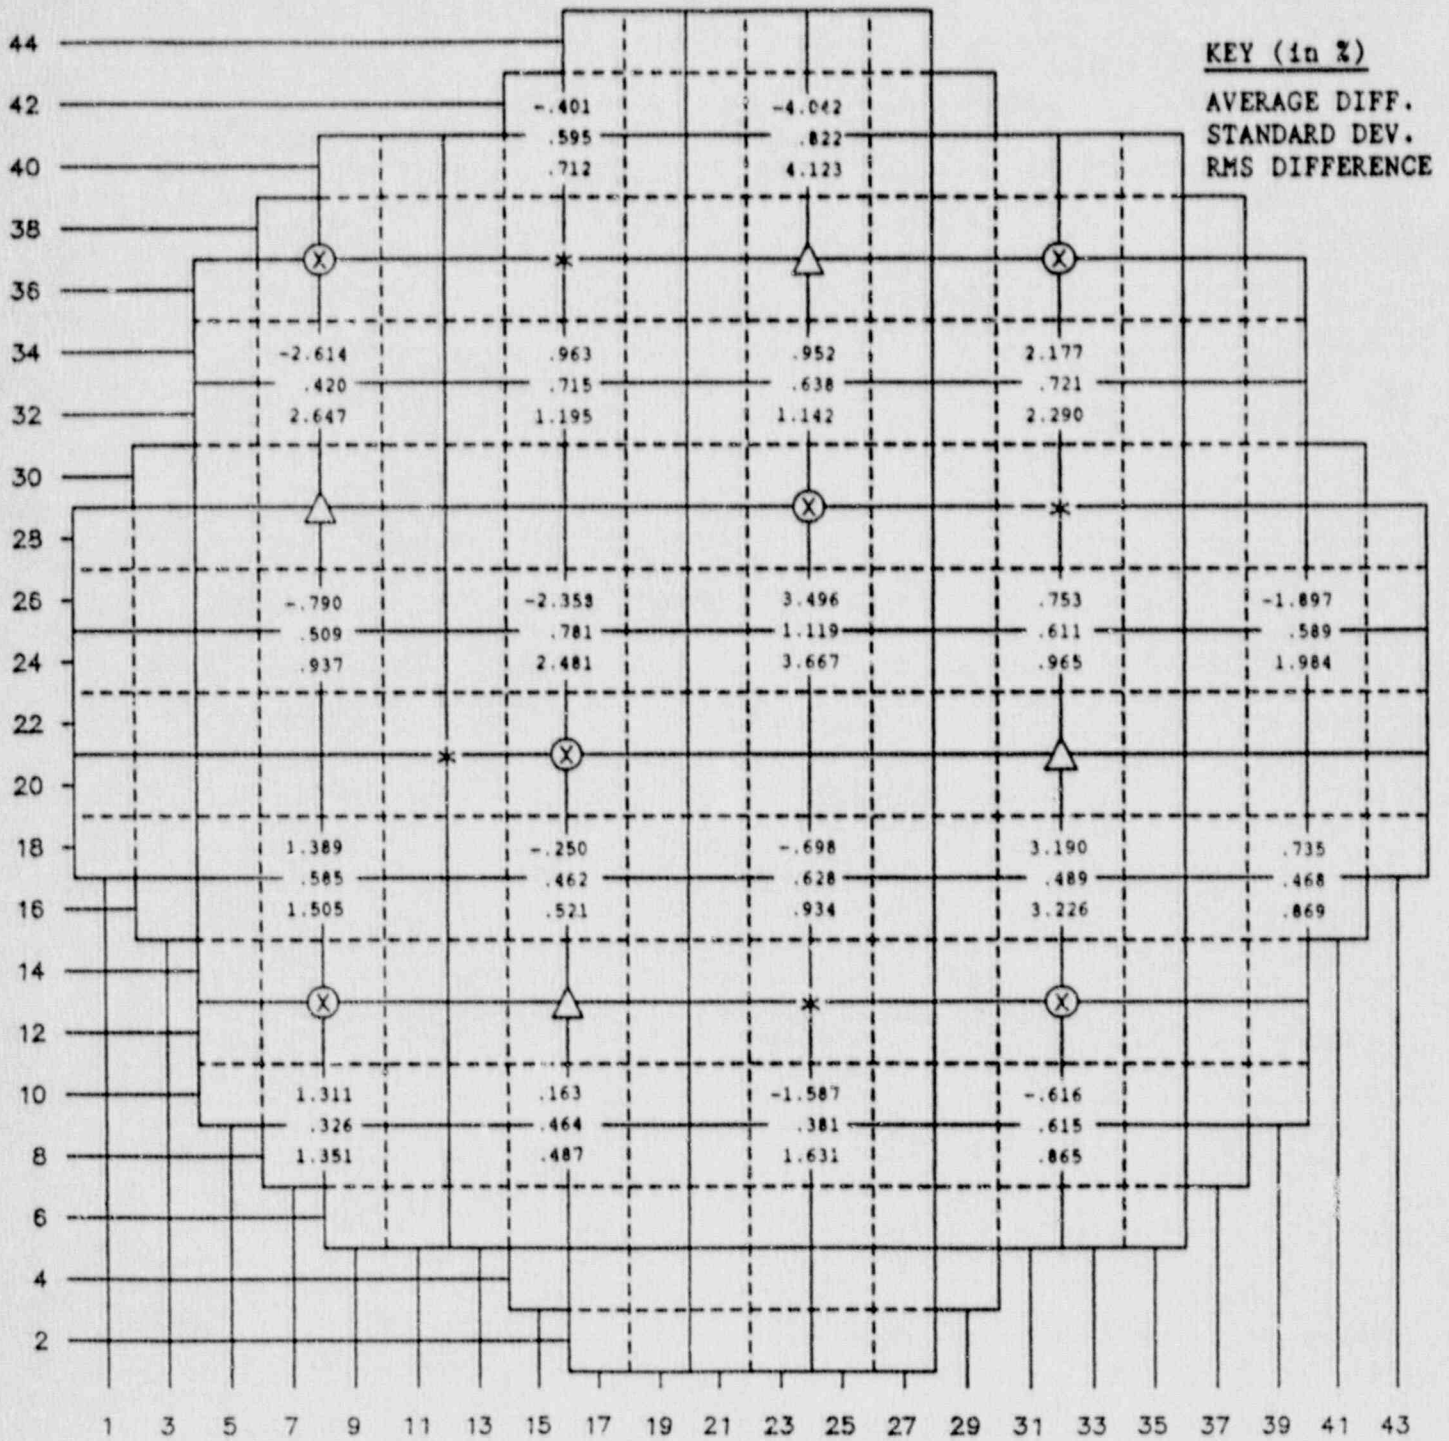 KEY (in %)
AVERAGE DIFF.
STANDARD DEV.
RMS DIFFERENCE
44
42
-.401 -4.042
.595 .822
40
.712 4.123
38
36
34
-2.614 .963 .952 2.177
.420 .715 .638 .721
32
2.647 1.195 1.142 2.290
30
28
26
-.790 -2.353 3.496 .753 -1.897
.509 .781 1.119 .611 .589
24
.937 2.481 3.667 .965 1.984
22
20
18
1.389 -.250 -.698 3.190 .735
.585 .462 .628 .489 .468
16
1.505 .521 .934 3.226 .869
14
12
10
1.311 .163 -1.587 -.616
.326 .464 .381 .615
8
1.351 .487 1.631 .865
6
4
2
1 3 5 7 9 11 13 15 17 19 21 23 25 27 29 31 33 35 37 39 41 43